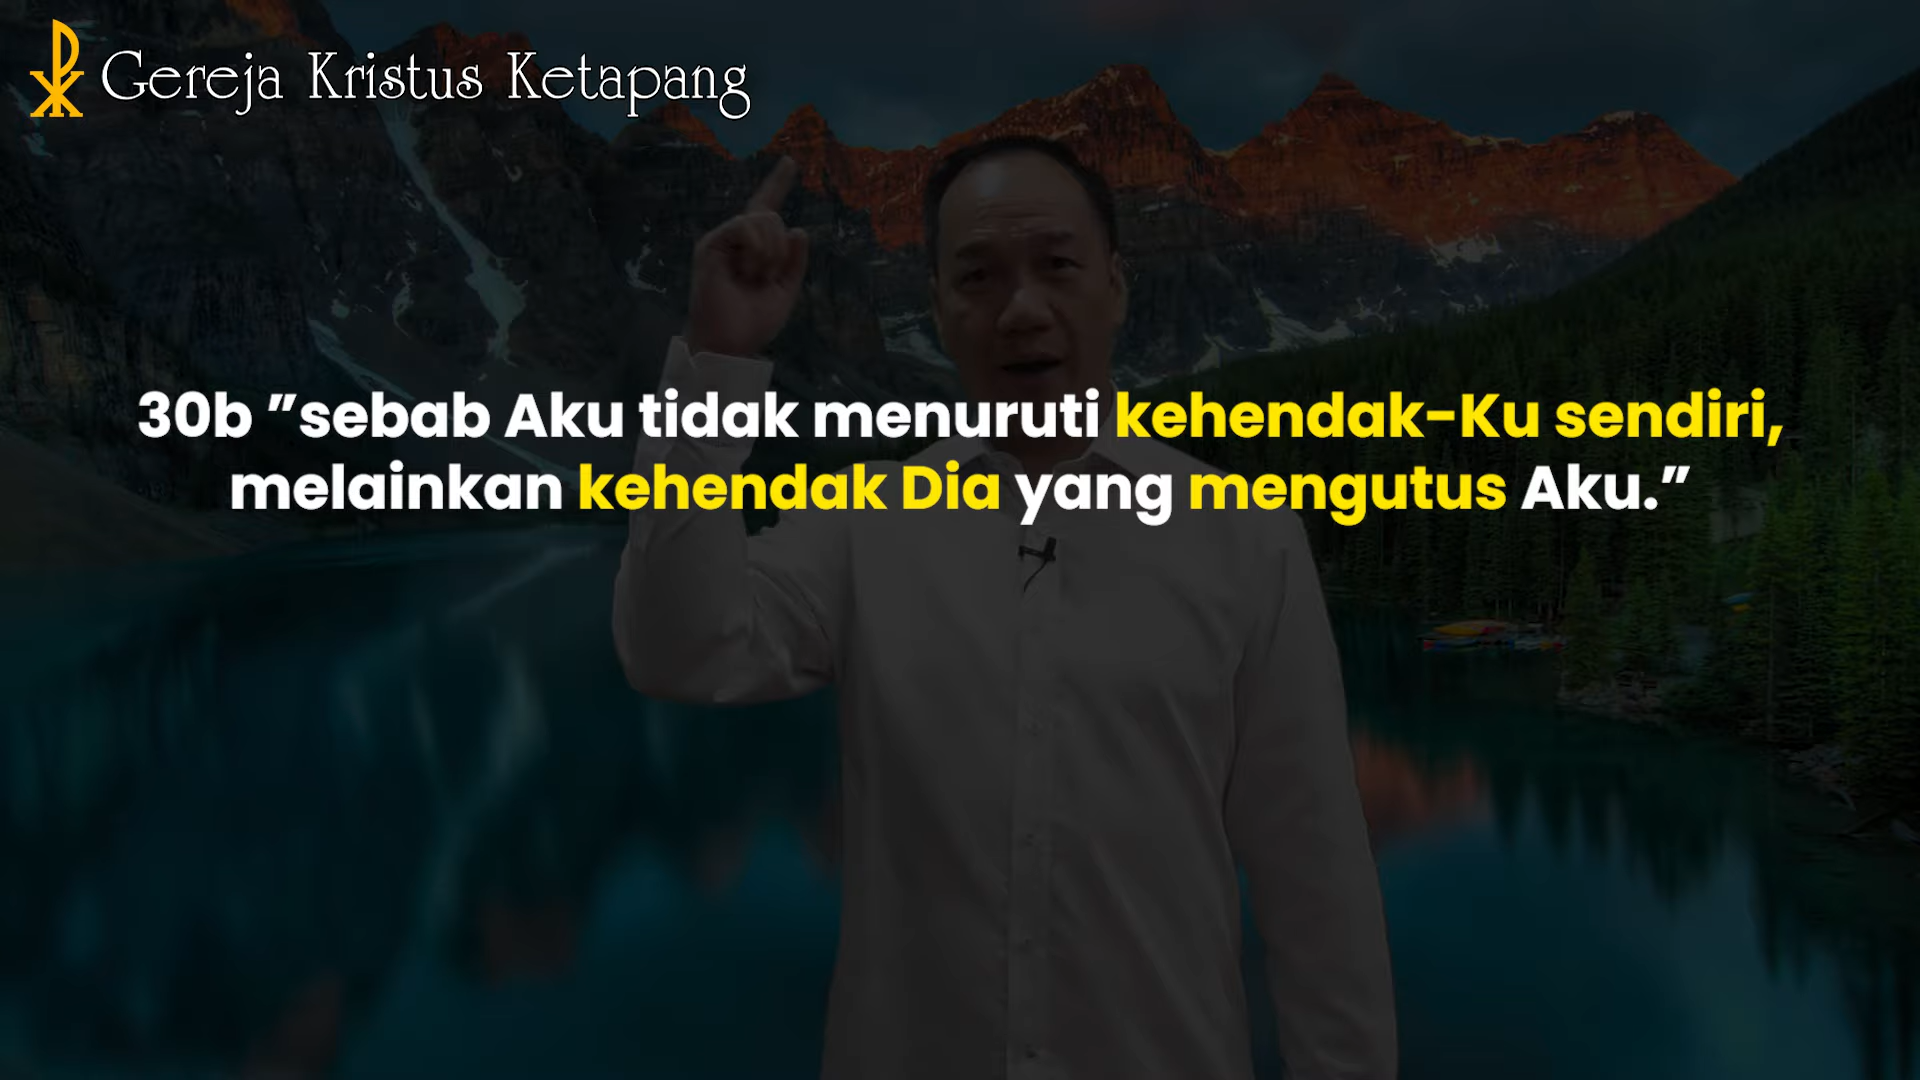 Gereja Kristus Ketapang
30b ”sebab Aku tidak menuruti kehendak-Ku sendiri,
melainkan kehendak Dia yang mengutus Aku.”